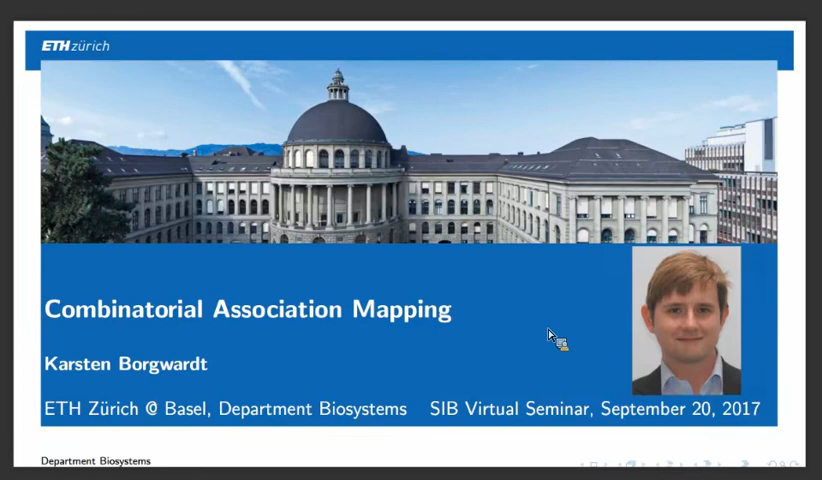 ETH zürich
Combinatorial Association Mapping
Karsten Borgwardt
ETH Zürich @ Basel, Department Biosystems SIB Virtual Seminar, September 20, 2017
Department Biosystems